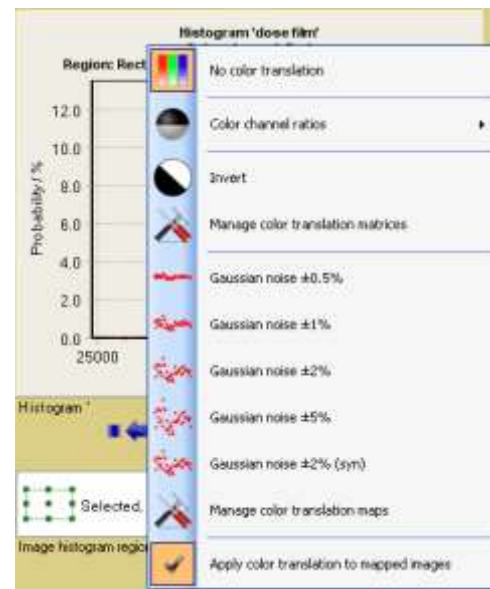 Histogram 'dose film'
Region: Rect
12.0
10.0
8.0
6.0
4.0
2.0
0.0
Probability / %
25000
Histogram '
Selected,
Image histogram regio
No color translation
Color channel ratios
Invert
Manage color translation matrices
Gaussian noise ±0.5%
Gaussian noise ±1%
Gaussian noise ±2%
Gaussian noise ±5%
Gaussian noise ±2% (syn)
Manage color translation maps
Apply color translation to mapped images